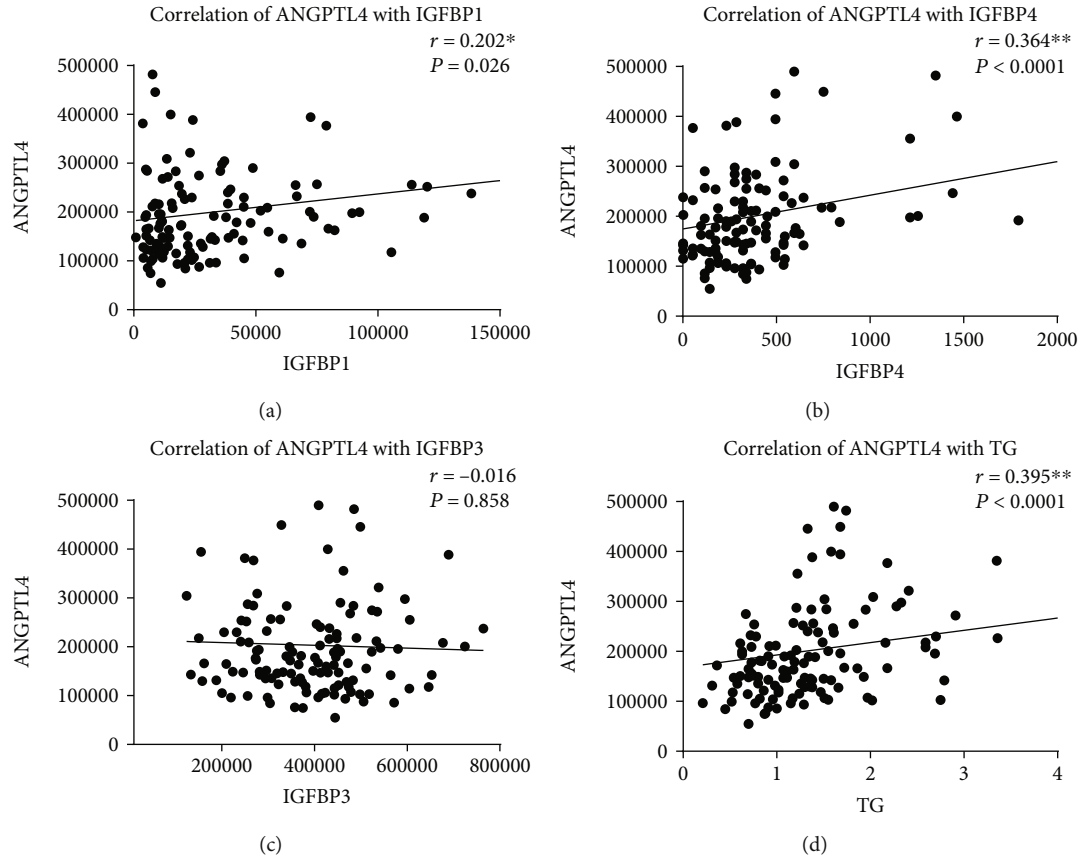 Correlation of ANGPTL4 with IGFBP1
r = 0.202*
P = 0.026
500000
400000
300000
200000
100000
0
ANGPTL4
0 50000 100000 150000
IGFBP1
(a)
Correlation of ANGPTL4 with IGFBP4
r = 0.364**
P < 0.0001
500000
400000
300000
200000
100000
0
ANGPTL4
0 500 1000 1500 2000
IGFBP4
(b)
Correlation of ANGPTL4 with IGFBP3
r = –0.016
P = 0.858
500000
400000
300000
200000
100000
0
ANGPTL4
200000 400000 600000 800000
IGFBP3
(c)
Correlation of ANGPTL4 with TG
r = 0.395**
P < 0.0001
500000
400000
300000
200000
100000
0
ANGPTL4
0 1 2 3 4
TG
(d)